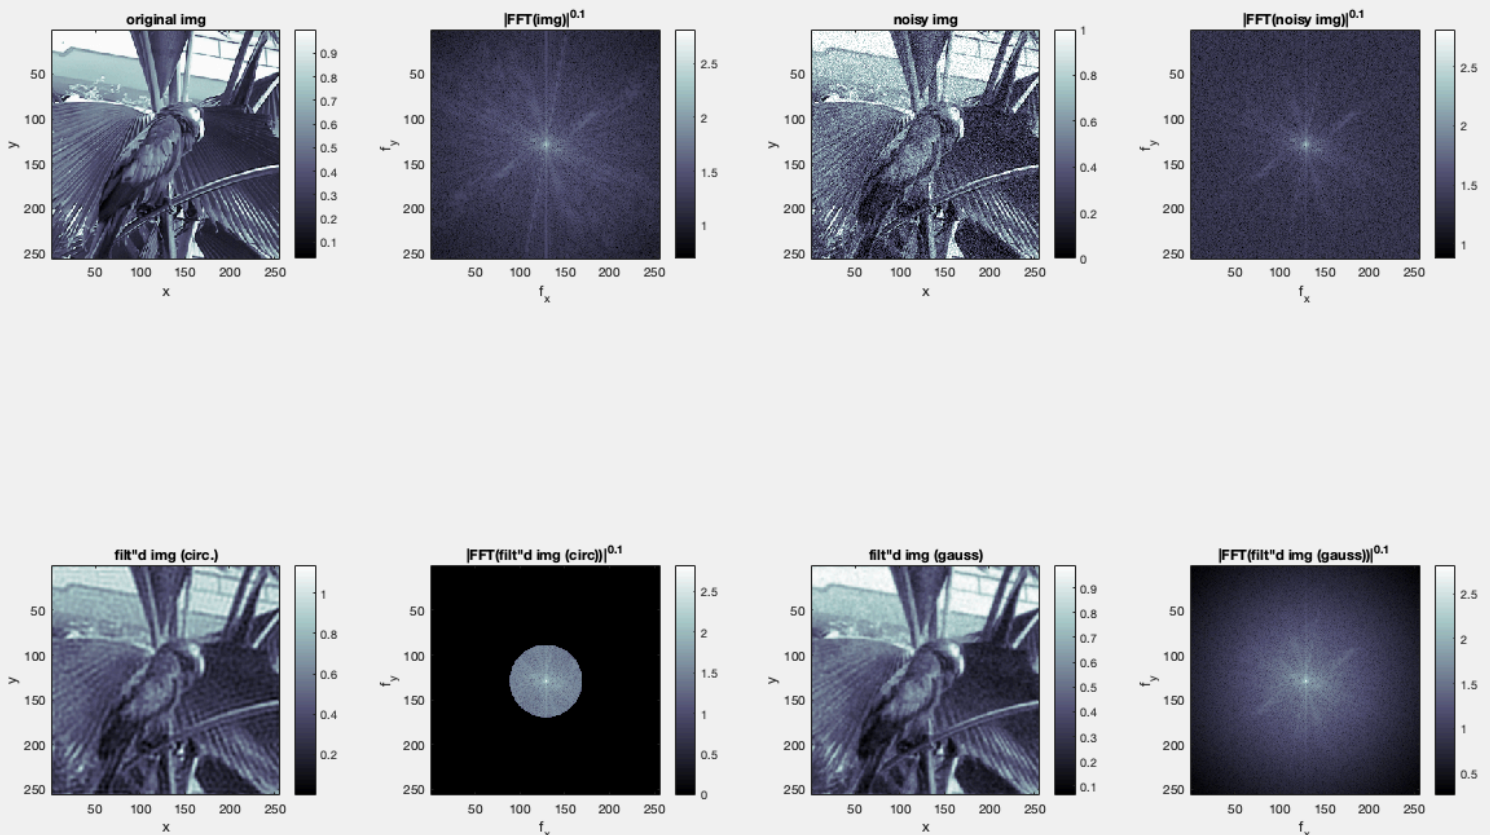 original img
|FFT(img)|^0.1
noisy img
|FFT(noisy img)|^0.1
50
100
150
200
250
y
50 100 150 200 250
x
0.9
0.8
0.7
0.6
0.5
0.4
0.3
0.2
0.1
50
100
150
200
250
f_y
50 100 150 200 250
f_x
2.5
2
1.5
1
50
100
150
200
250
y
50 100 150 200 250
x
1
0.8
0.6
0.4
0.2
0
50
100
150
200
250
f_y
50 100 150 200 250
f_x
2.5
2
1.5
1
filt"d img (circ.)
|FFT(filt"d img (circ))|^0.1
filt"d img (gauss)
|FFT(filt"d img (gauss))|^0.1
50
100
150
200
250
y
50 100 150 200 250
x
1
0.8
0.6
0.4
0.2
50
100
150
200
250
f_y
50 100 150 200 250
f_x
2.5
2
1.5
1
0.5
0
50
100
150
200
250
y
50 100 150 200 250
x
0.9
0.8
0.7
0.6
0.5
0.4
0.3
0.2
0.1
50
100
150
200
250
f_y
50 100 150 200 250
f_x
2.5
2
1.5
1
0.5